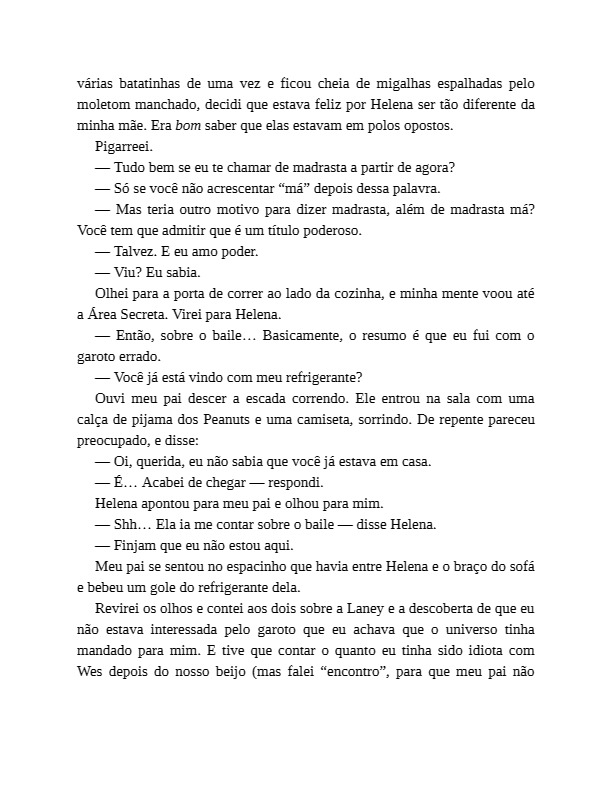 várias batatinhas de uma vez e ficou cheia de migalhas espalhadas pelo
moletom manchado, decidi que estava feliz por Helena ser tão diferente da
minha mãe. Era bom saber que elas estavam em polos opostos.
Pigarreei.
— Tudo bem se eu te chamar de madrasta a partir de agora?
— Só se você não acrescentar “má” depois dessa palavra.
— Mas teria outro motivo para dizer madrasta, além de madrasta má?
Você tem que admitir que é um título poderoso.
— Talvez. E eu amo poder.
— Viu? Eu sabia.
Olhei para a porta de correr ao lado da cozinha, e minha mente voou até
a Área Secreta. Virei para Helena.
— Então, sobre o baile… Basicamente, o resumo é que eu fui com o
garoto errado.
— Você já está vindo com meu refrigerante?
Ouvi meu pai descer a escada correndo. Ele entrou na sala com uma
calça de pijama dos Peanuts e uma camiseta, sorrindo. De repente pareceu
preocupado, e disse:
— Oi, querida, eu não sabia que você já estava em casa.
— É… Acabei de chegar — respondi.
Helena apontou para meu pai e olhou para mim.
— Shh… Ela ia me contar sobre o baile — disse Helena.
— Finjam que eu não estou aqui.
Meu pai se sentou no espacinho que havia entre Helena e o braço do sofá
e bebeu um gole do refrigerante dela.
Revirei os olhos e contei aos dois sobre a Laney e a descoberta de que eu
não estava interessada pelo garoto que eu achava que o universo tinha
mandado para mim. E tive que contar o quanto eu tinha sido idiota com
Wes depois do nosso beijo (mas falei “encontro”, para que meu pai não